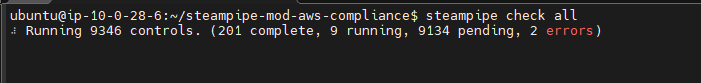 ubuntu@ip-10-0-28-6:~/steampipe-mod-aws-compliance$ steampipe check all
⠼ Running 9346 controls. (201 complete, 9 running, 9134 pending, 2 errors)